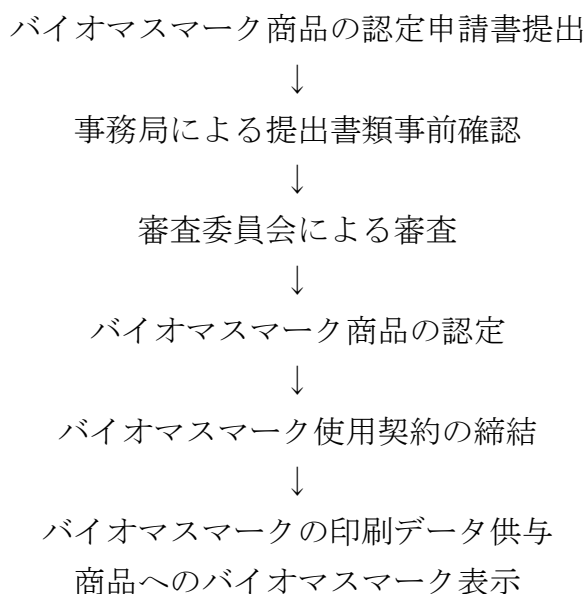 バイオマスマーク商品の認定申請書提出
↓
事務局による提出書類事前確認
↓
審査委員会による審査
↓
バイオマスマーク商品の認定
↓
バイオマスマーク使用契約の締結
↓
バイオマスマークの印刷データ供与
商品へのバイオマスマーク表示